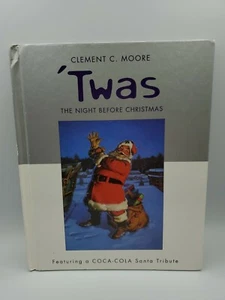 CLEMENT C. MOORE
'Twas
THE NIGHT BEFORE CHRISTMAS
Featuring a COCA-COLA Santa Tribute